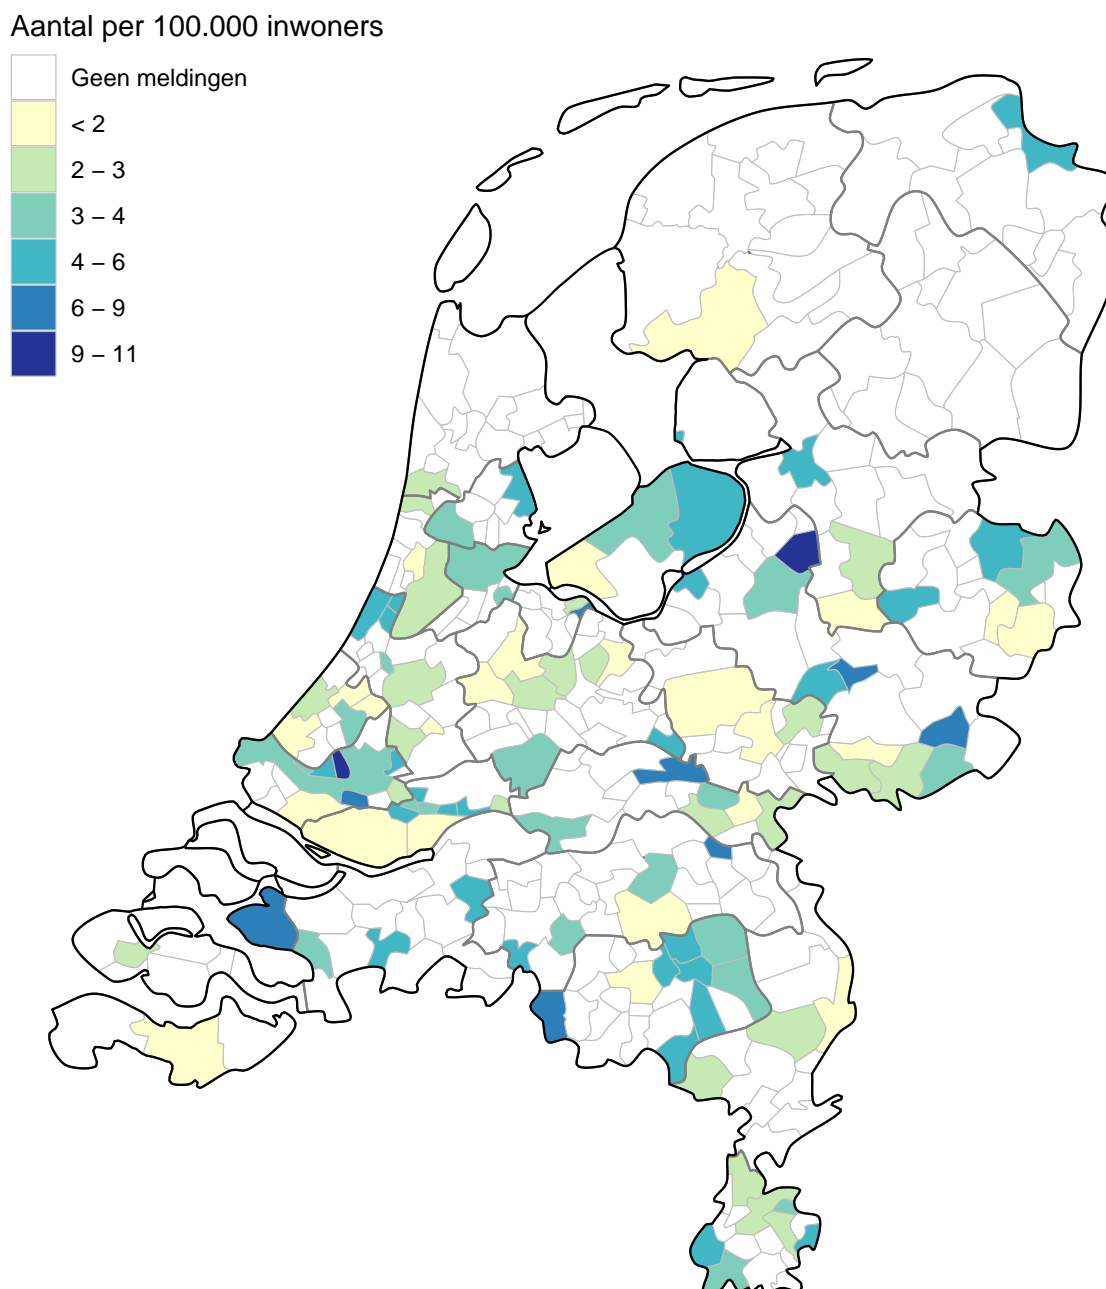 Aantal per 100.000 inwoners
Geen meldingen
< 2
2 – 3
3 – 4
4 – 6
6 – 9
9 – 11